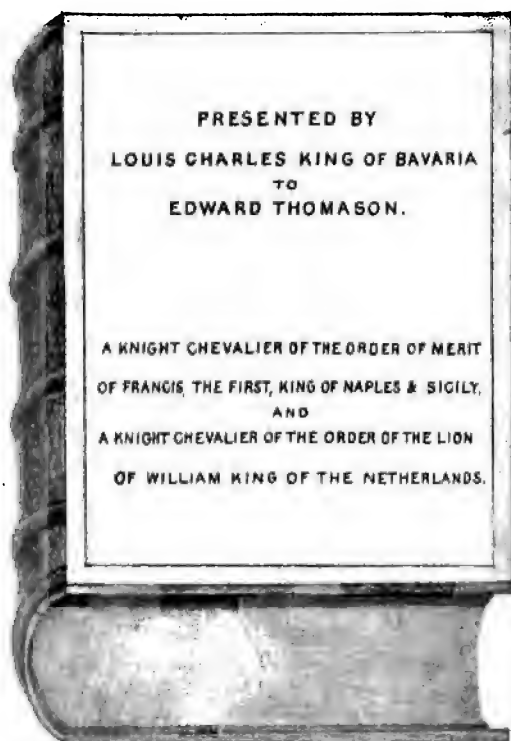 PRESENTED BY
LOUIS CHARLES KING OF BAVARIA
TO
EDWARD THOMASON.
A KNIGHT CHEVALIER OF THE ORDER OF MERIT
OF FRANCIS, THE FIRST, KING OF NAPLES & SICILY,
AND
A KNIGHT CHEVALIER OF THE ORDER OF THE LION
OF WILLIAM KING OF THE NETHERLANDS.